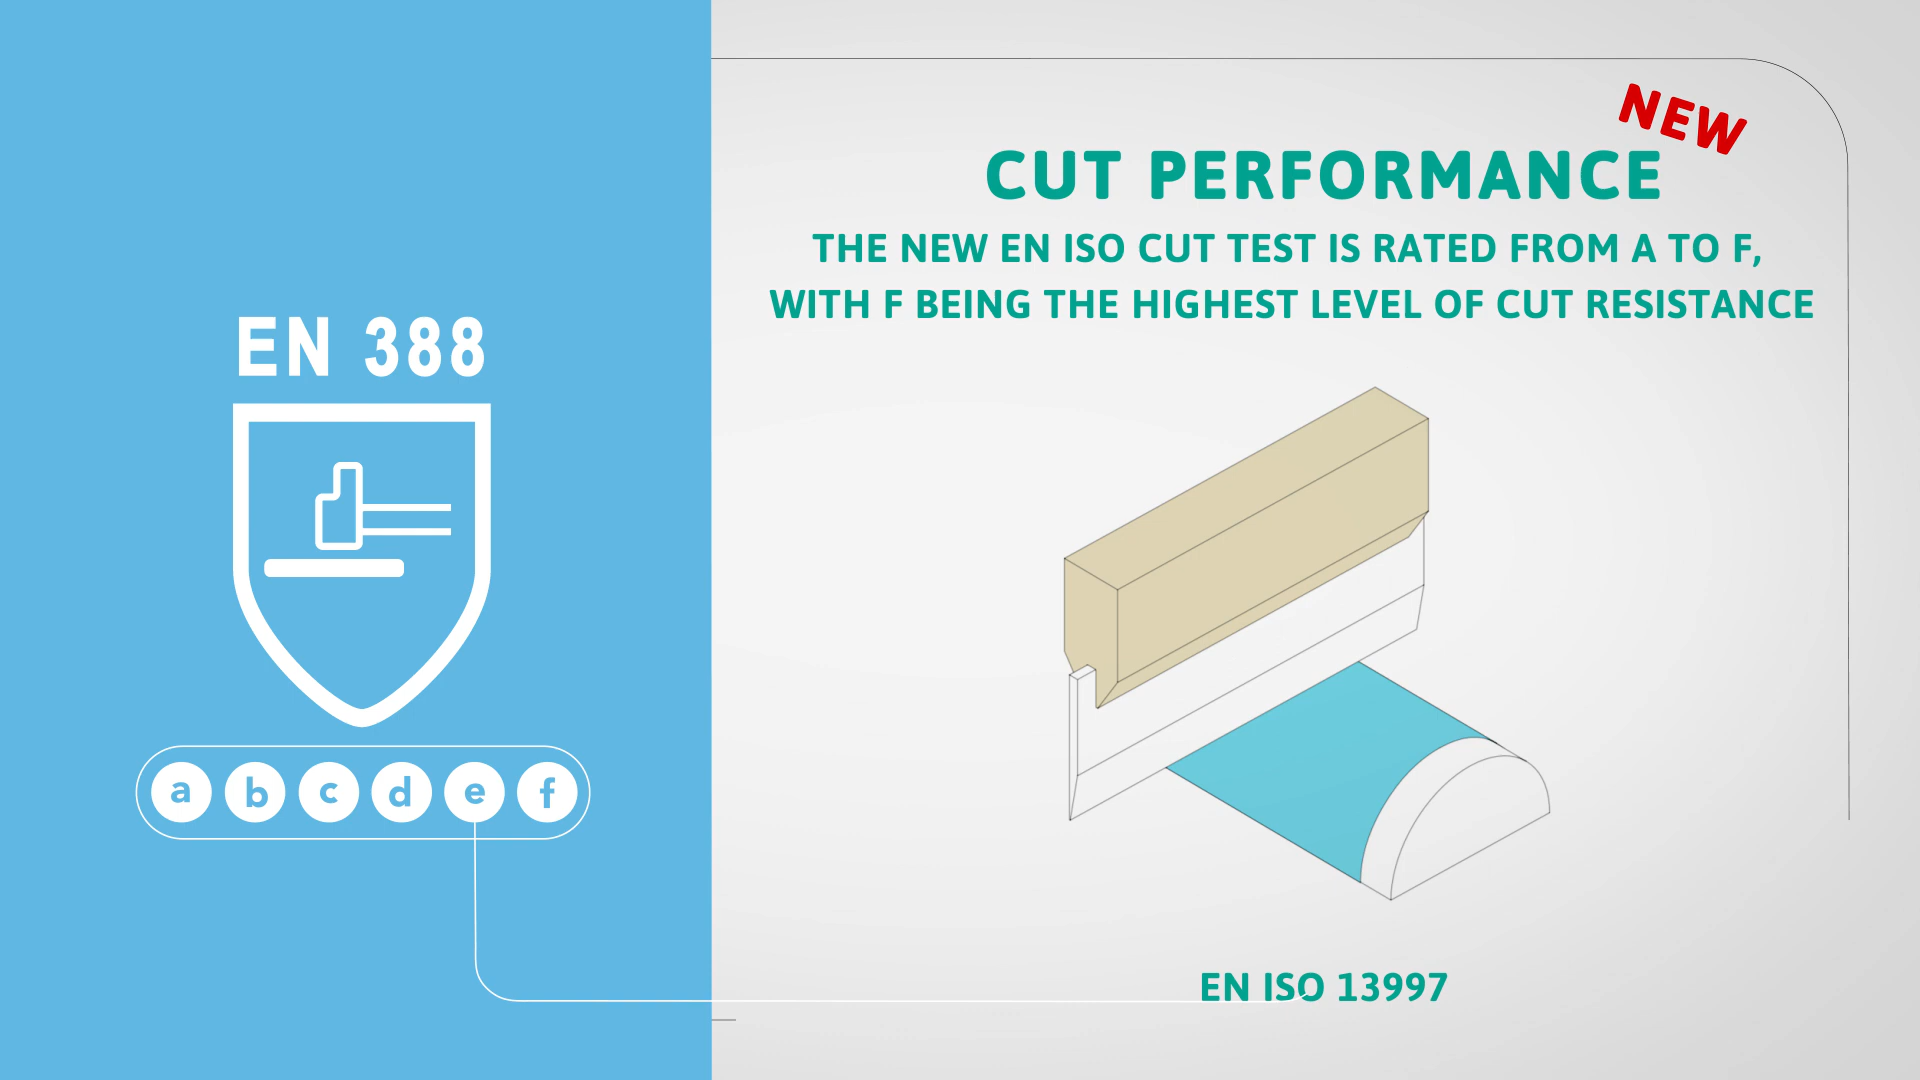 EN 388
a b c d e f
NEW
CUT PERFORMANCE
THE NEW EN ISO CUT TEST IS RATED FROM A TO F,
WITH F BEING THE HIGHEST LEVEL OF CUT RESISTANCE
EN ISO 13997